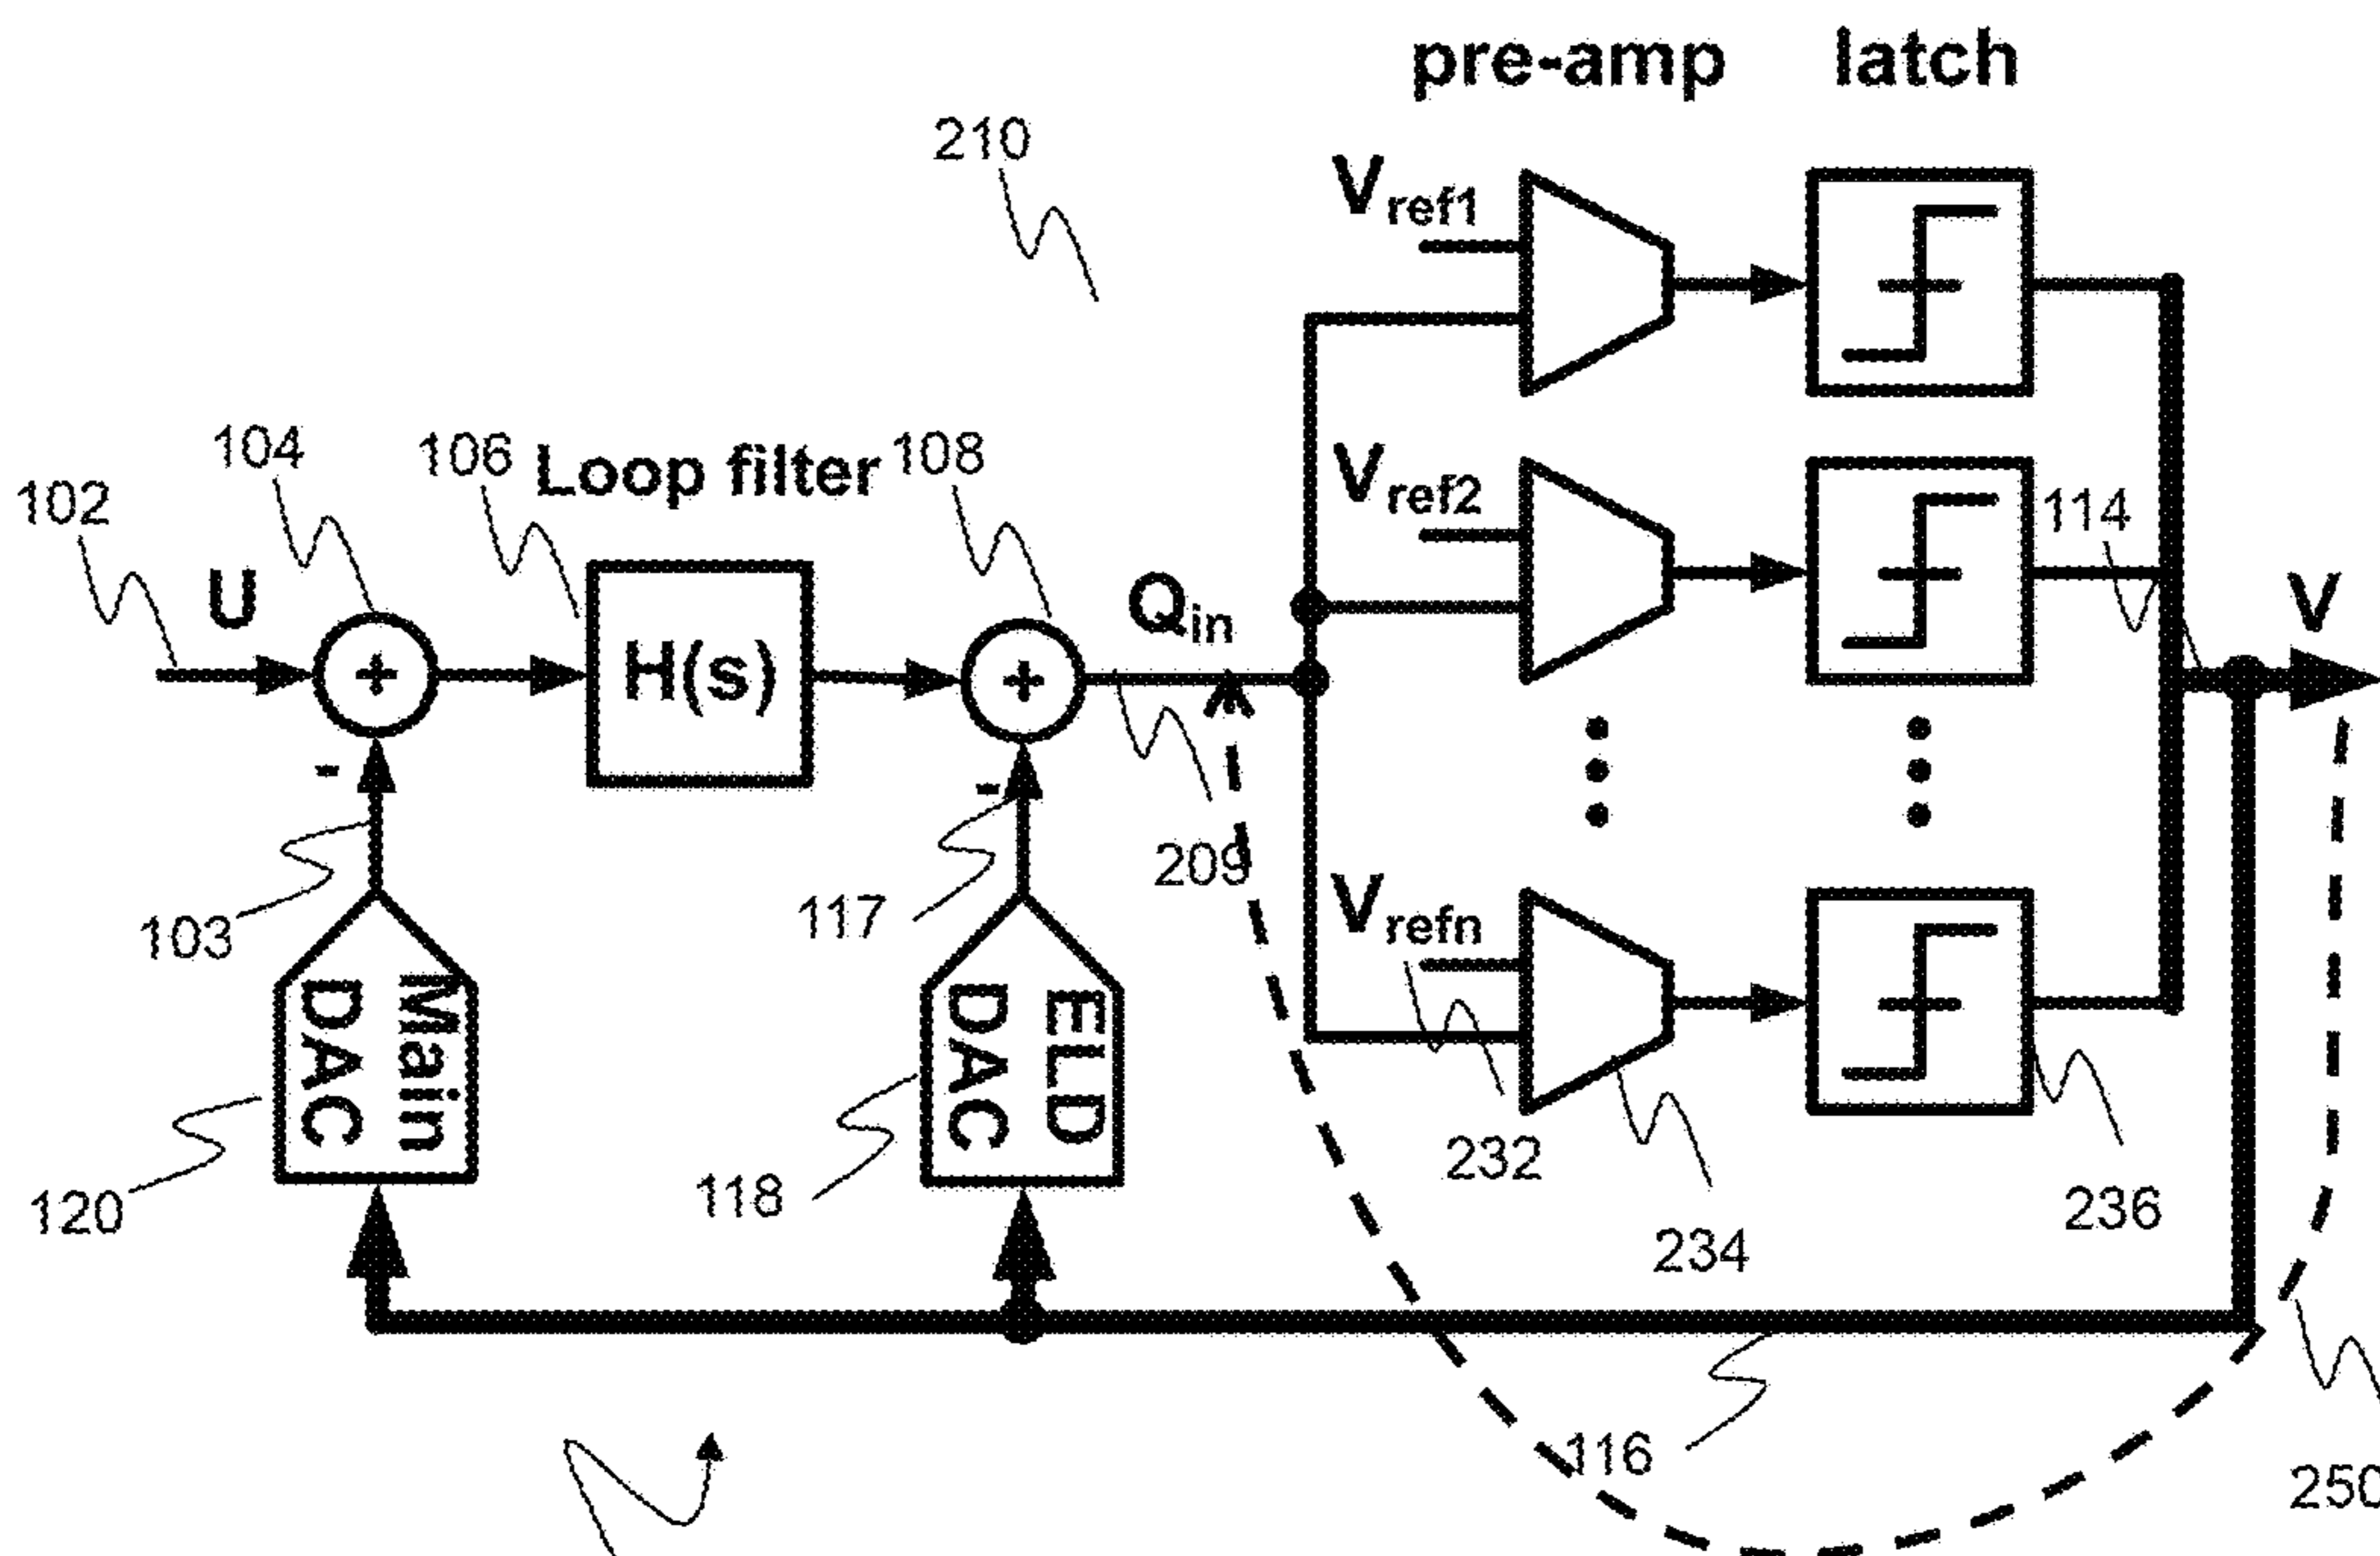 pre-amp latch
210
Vref1
104 106 Loop filter 108
102
Vref2
114
U
Qin
V
+ H(s) +
- -
209
103
117
Vrefn
Main DAC
ELD DAC
120
118
232
234
236
116
250